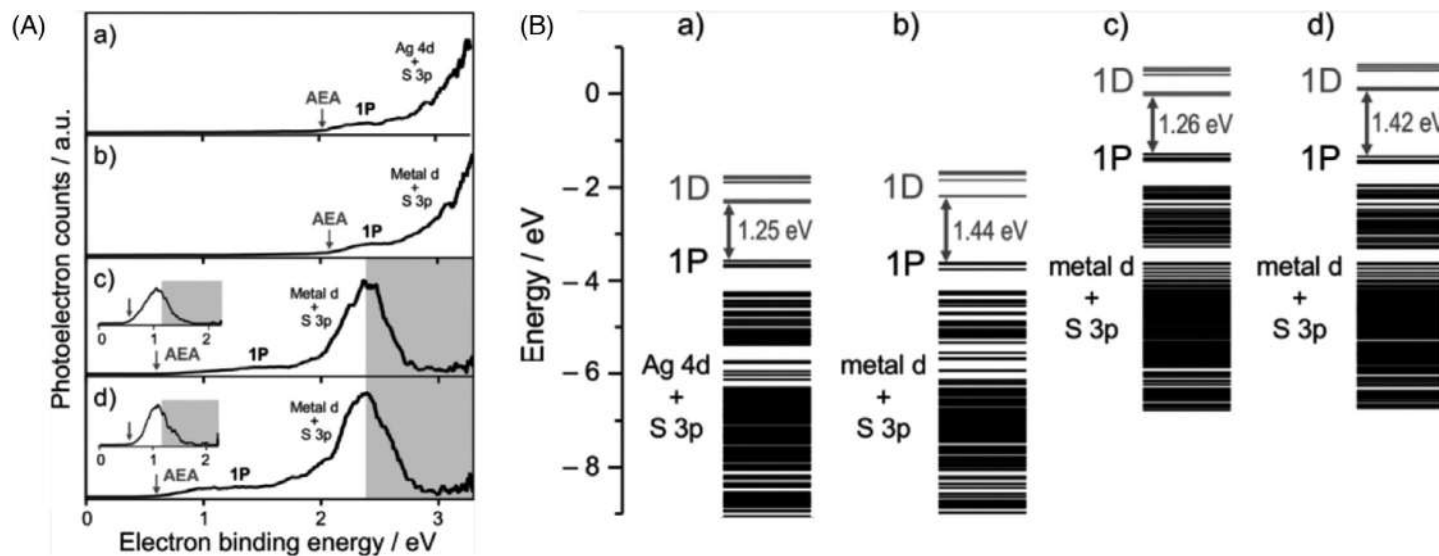 (A)
Photoelectron counts / a.u.
a)
AEA
1P
Ag 4d
+
S 3p
b)
AEA
1P
Metal d
+
S 3p
c)
0 1 2
AEA
1P
Metal d
+
S 3p
d)
0 1 2
AEA
1P
Metal d
+
S 3p
0 1 2 3
Electron binding energy / eV
(B)
Energy / eV
0
– 2
– 4
– 6
– 8
a)
1D
1.25 eV
1P
Ag 4d
+
S 3p
b)
1D
1.44 eV
1P
metal d
+
S 3p
c)
1D
1.26 eV
1P
metal d
+
S 3p
d)
1D
1.42 eV
1P
metal d
+
S 3p